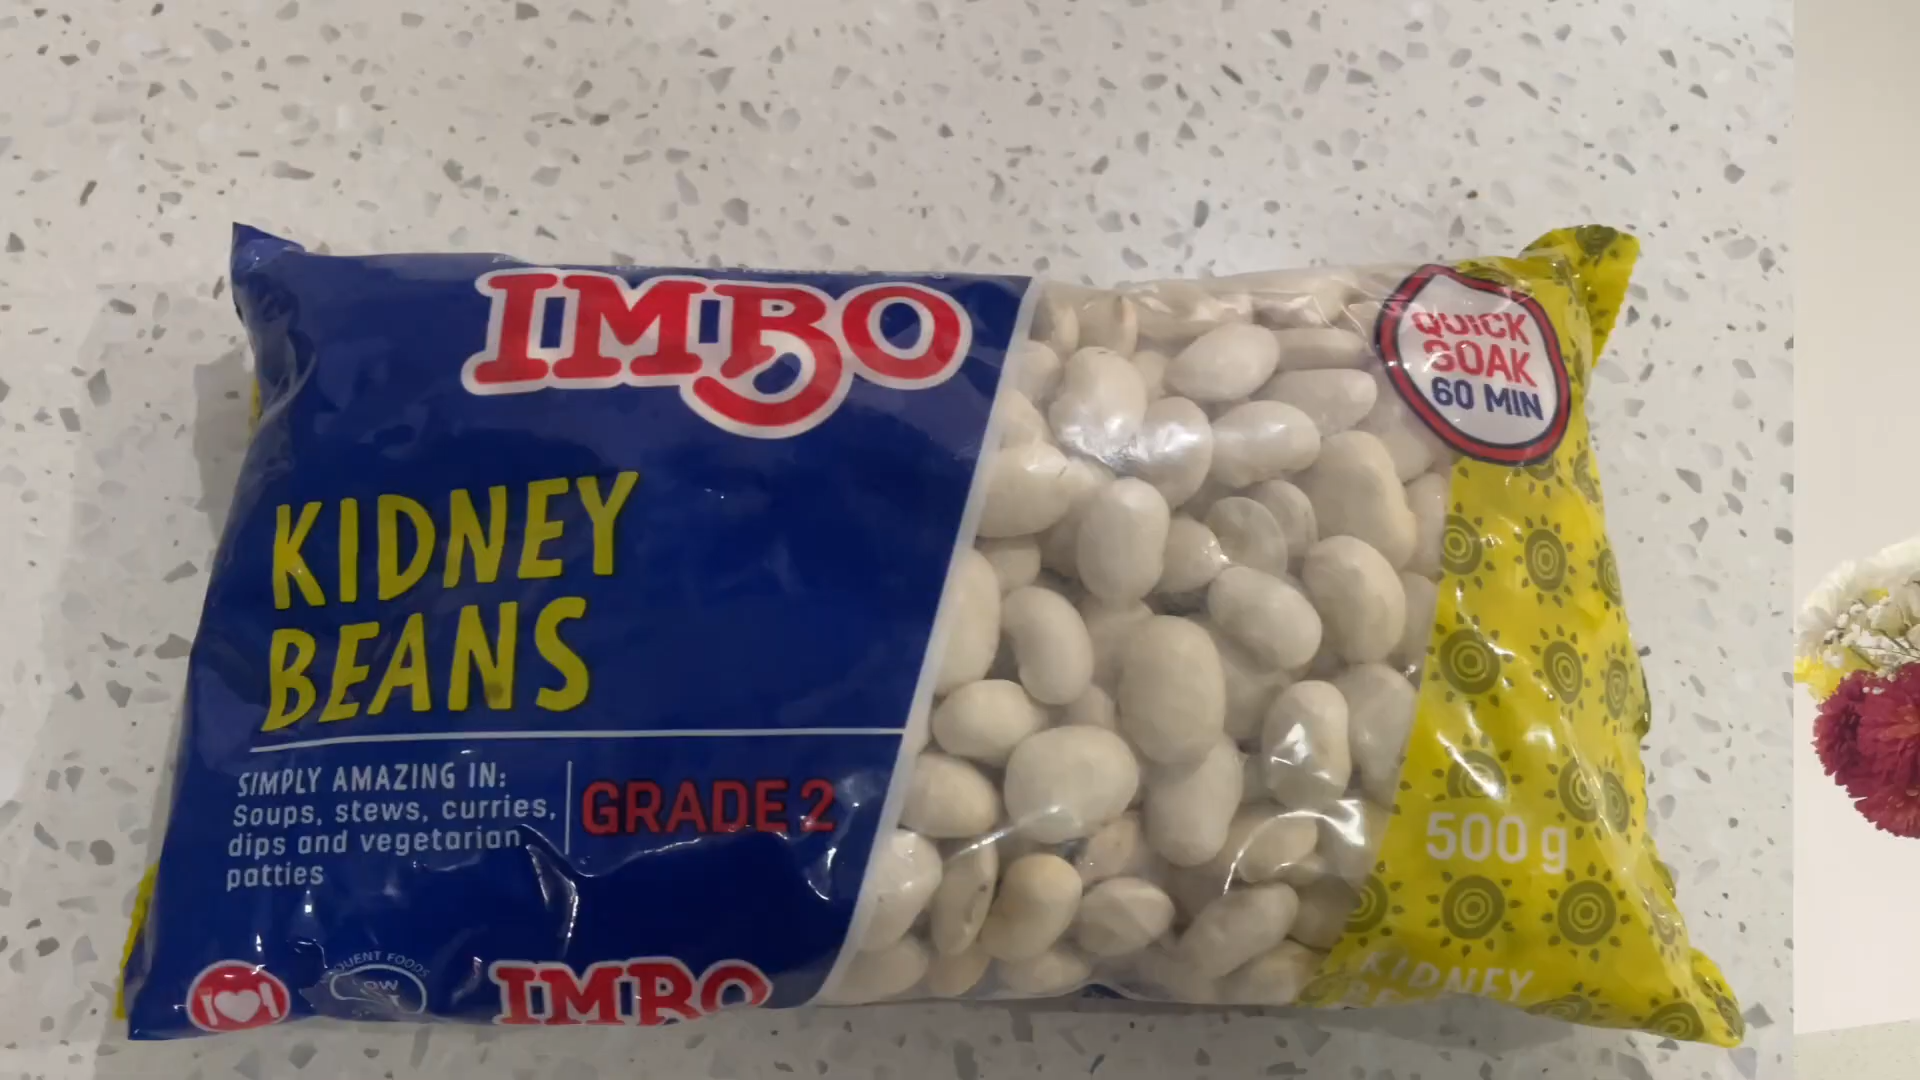 IMBO
QUICK
SOAK
60 MIN
KIDNEY
BEANS
SIMPLY AMAZING IN:
Soups, stews, curries,
dips and vegetarian
patties
GRADE 2
500 g
IMBO
KIDNEY